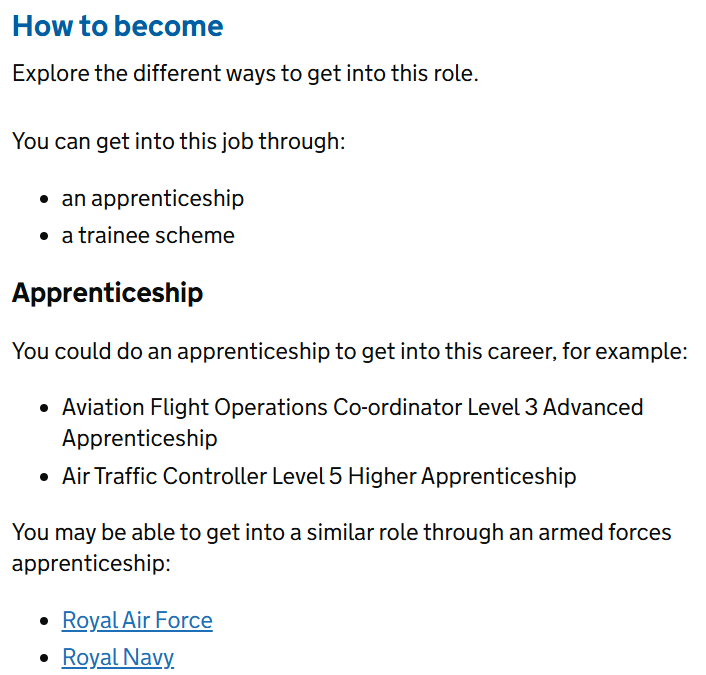 How to become
Explore the different ways to get into this role.
You can get into this job through:
an apprenticeship
a trainee scheme
Apprenticeship
You could do an apprenticeship to get into this career, for example:
Aviation Flight Operations Co-ordinator Level 3 Advanced
Apprenticeship
Air Traffic Controller Level 5 Higher Apprenticeship
You may be able to get into a similar role through an armed forces
apprenticeship:
Royal Air Force
Royal Navy